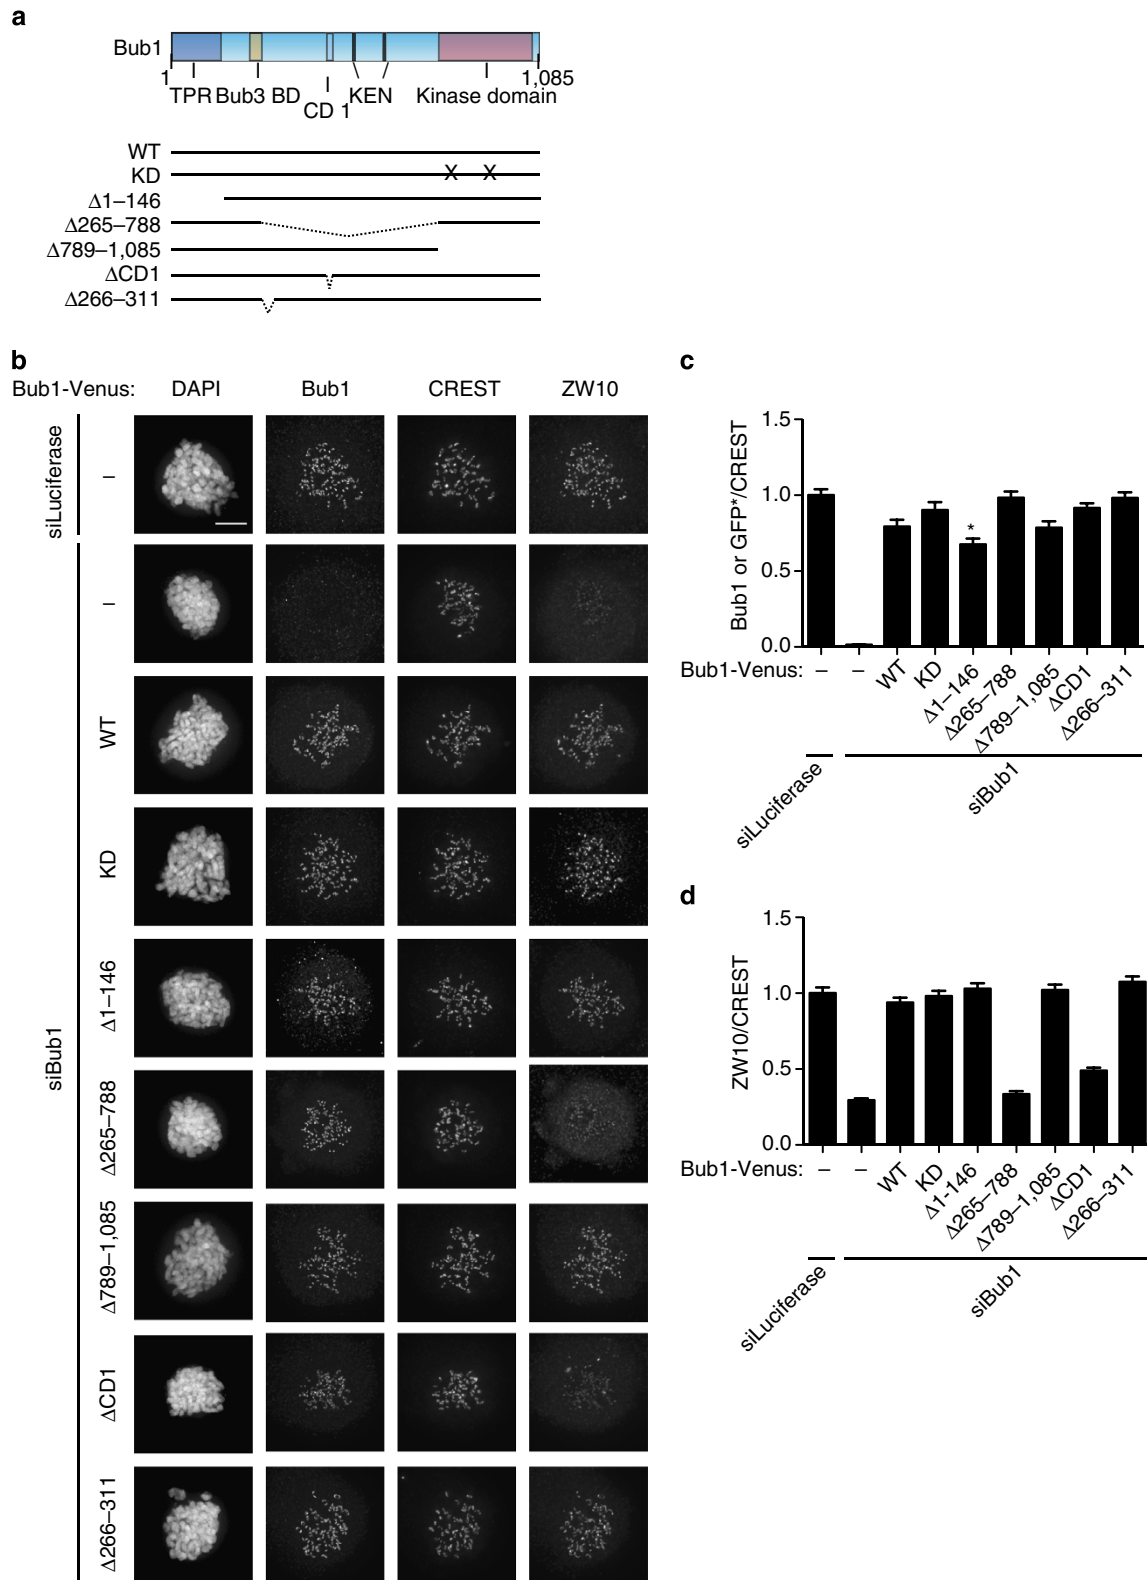 a
Bub1
1
1,085
TPR
Bub3 BD
CD 1
KEN
Kinase domain
WT
KD
X X
Δ1–146
Δ265–788
Δ789–1,085
ΔCD1
Δ266–311
b
Bub1-Venus:
DAPI
Bub1
CREST
ZW10
siLuciferase
–
siBub1
–
WT
KD
Δ1–146
Δ265–788
Δ789–1,085
ΔCD1
Δ266–311
c
Bub1 or GFP*/CREST
1.5
1.0
0.5
0.0
*
Bub1-Venus:
–
–
WT
KD
Δ1–146
Δ265–788
Δ789–1,085
ΔCD1
Δ266–311
siLuciferase
siBub1
d
ZW10/CREST
1.5
1.0
0.5
0.0
Bub1-Venus:
–
–
WT
KD
Δ1-146
Δ265–788
Δ789–1,085
ΔCD1
Δ266–311
siLuciferase
siBub1